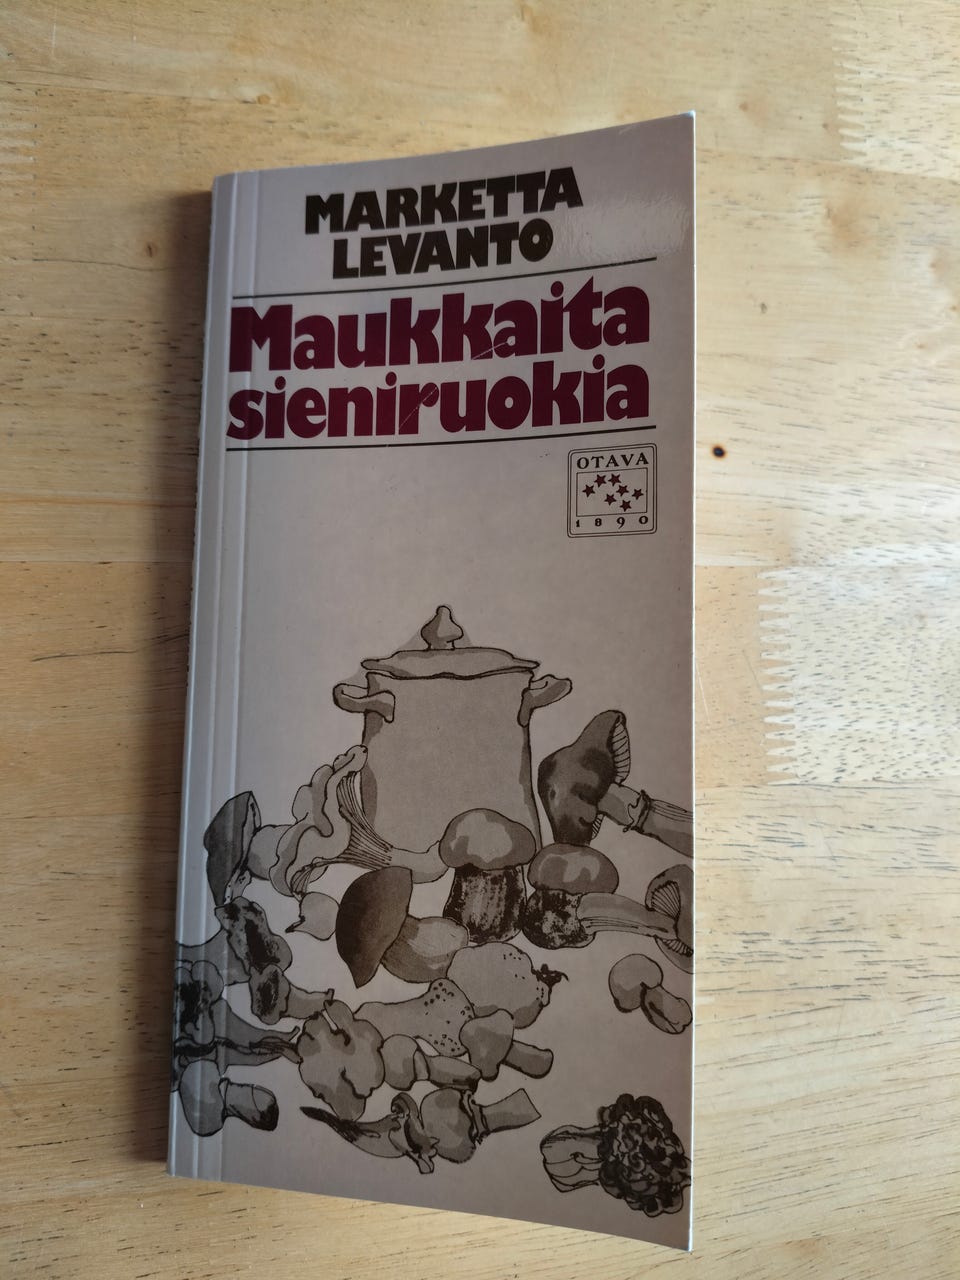 MARKETTA
LEVANTO
Maukkaita
sieniruokia
OTAVA
1890